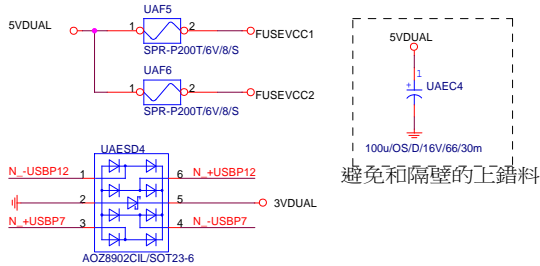 UAF5
5VDUAL
1
2
FUSEVCC1
SPR-P200T/6V/8/S
UAF6
1
2
FUSEVCC2
SPR-P200T/6V/8/S
5VDUAL
1
+
UAEC4
100u/OS/D/16V/66/30m
避免和隔壁的上錯料
UAESD4
N_-USBP12
1
6
N_+USBP12
2
5
3VDUAL
N_+USBP7
3
4
N_-USBP7
AOZ8902CIL/SOT23-6